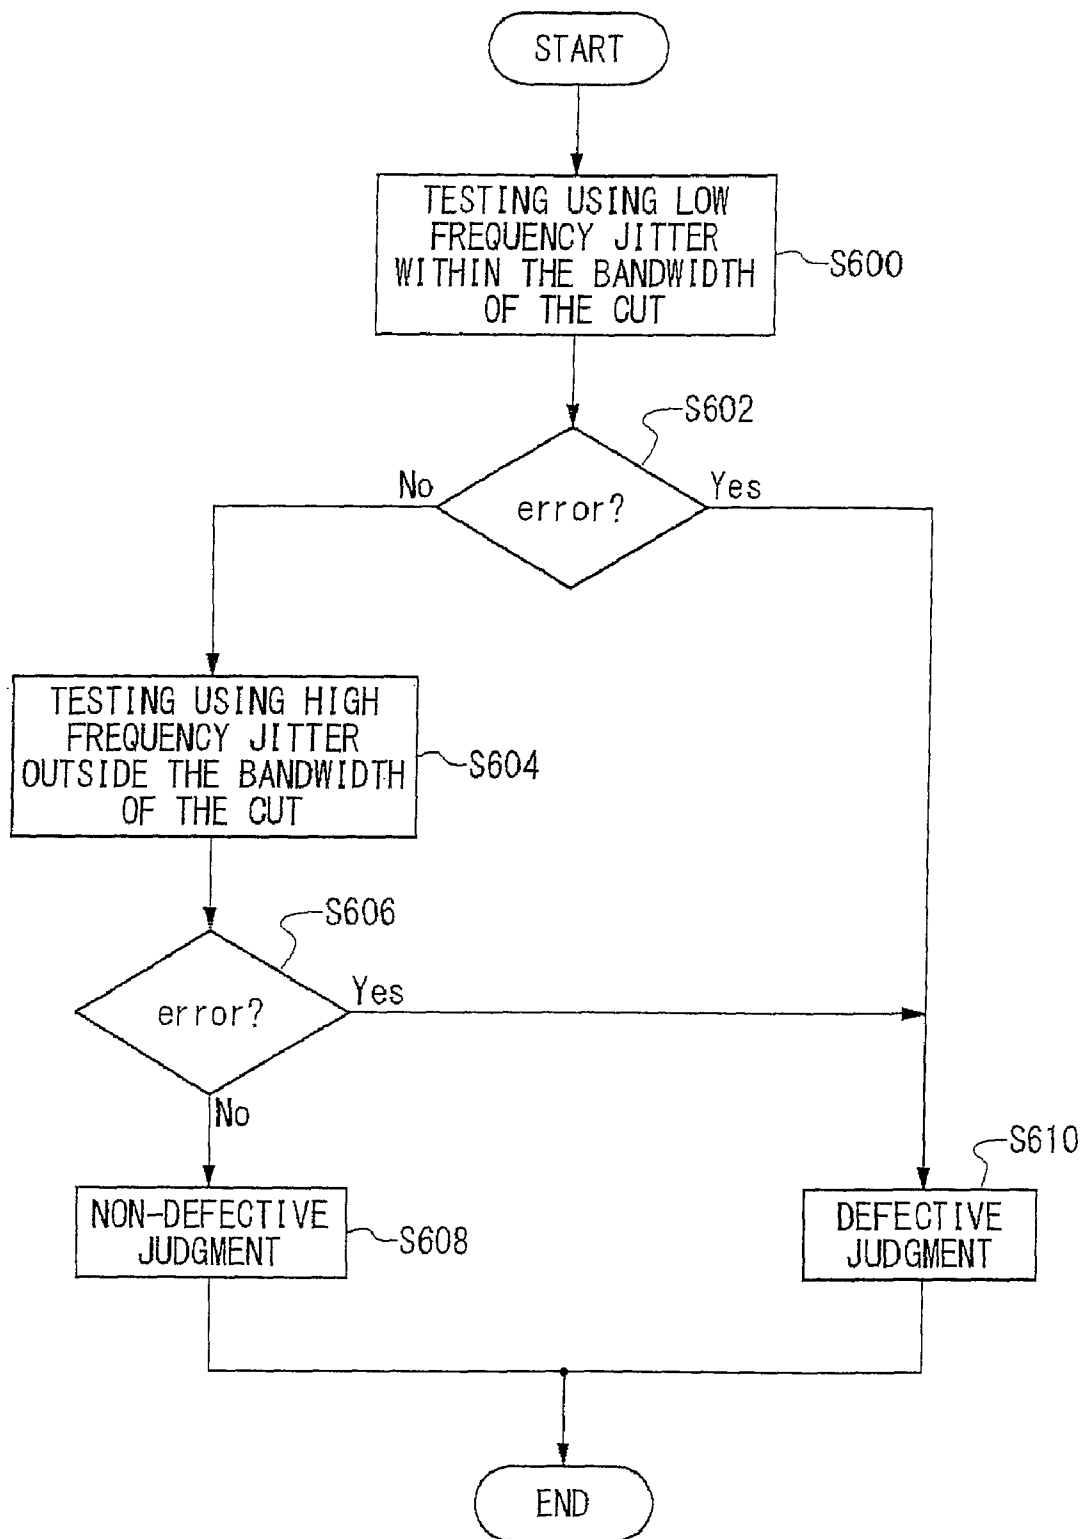 START
TESTING USING LOW
FREQUENCY JITTER
WITHIN THE BANDWIDTH
OF THE CUT
S600
S602
No
error?
Yes
TESTING USING HIGH
FREQUENCY JITTER
OUTSIDE THE BANDWIDTH
OF THE CUT
S604
S606
error?
Yes
No
NON-DEFECTIVE
JUDGMENT
S608
S610
DEFECTIVE
JUDGMENT
END